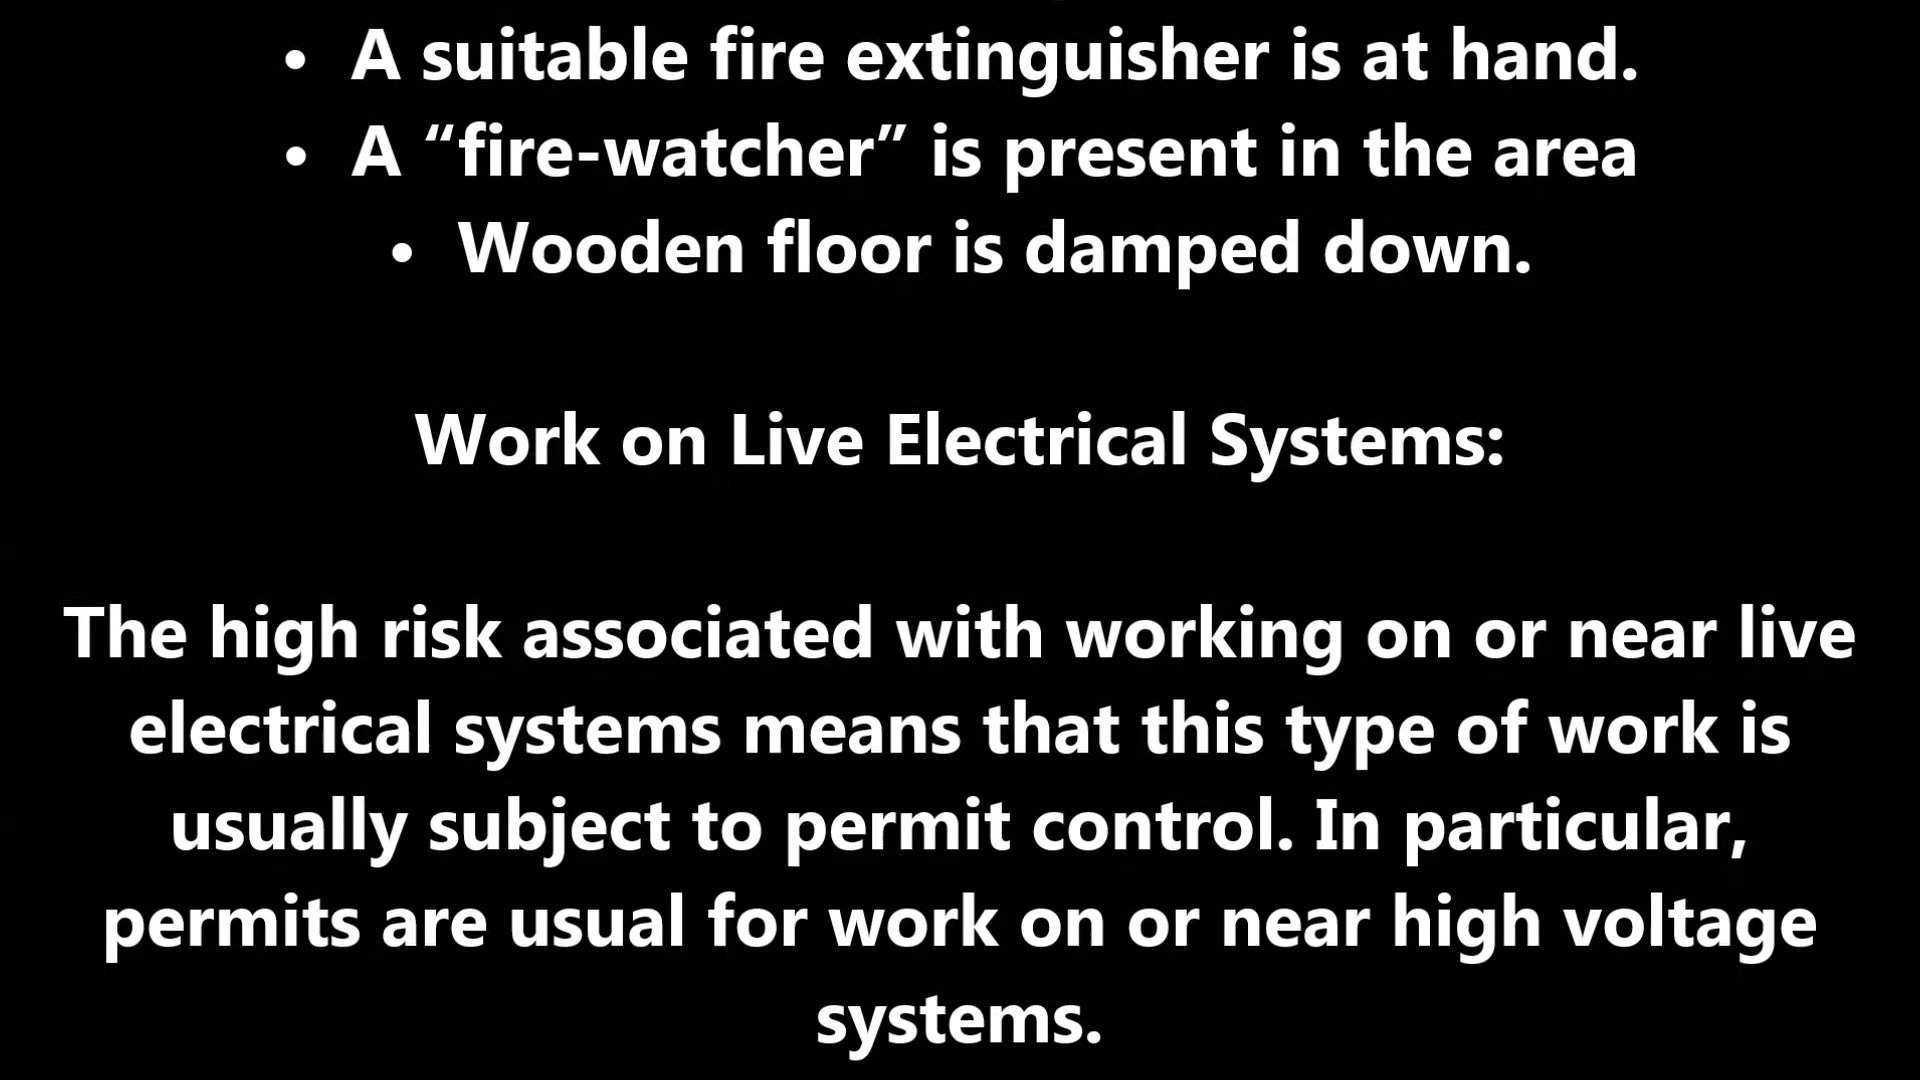 • A suitable fire extinguisher is at hand.
• A “fire-watcher” is present in the area
• Wooden floor is damped down.
Work on Live Electrical Systems:
The high risk associated with working on or near live
electrical systems means that this type of work is
usually subject to permit control. In particular,
permits are usual for work on or near high voltage
systems.